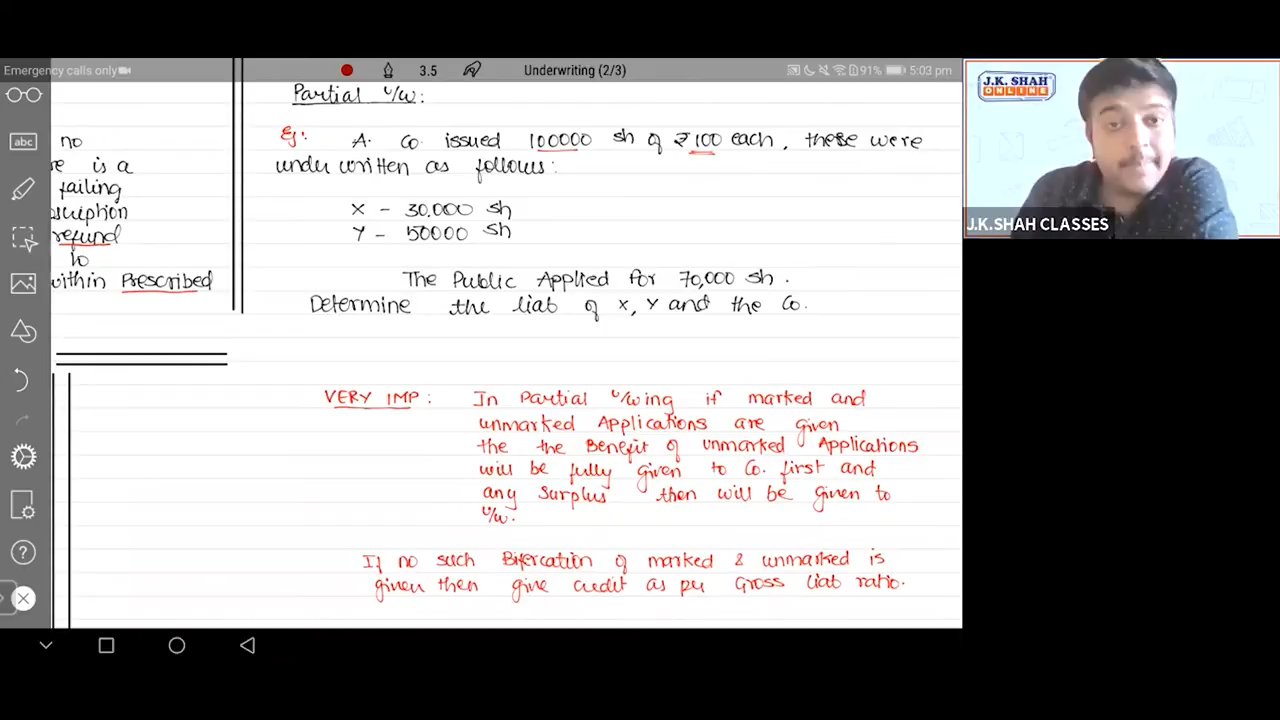 Emergency calls only
3.5
Underwriting (2/3)
91%
5:03 pm
J.K. SHAH
ONLINE
J.K.SHAH CLASSES
abc
no
is a
failing
refund
to
within Prescribed
Partial U/W:
Eg: A. Co. issued 100000 sh of ₹100 each, these were
under written as follows:
X - 30,000 sh
Y - 50000 sh
The Public Applied for 70,000 sh.
Determine the liab of X, Y and the Co.
VERY IMP: In Partial U/Wing if marked and
unmarked Applications are given
the the Benefit of unmarked Applications
will be fully given to Co. first and
any surplus then will be given to
U/W.
If no such Bifercation of marked & unmarked is
given then give credit as per Gross Liab ratio.